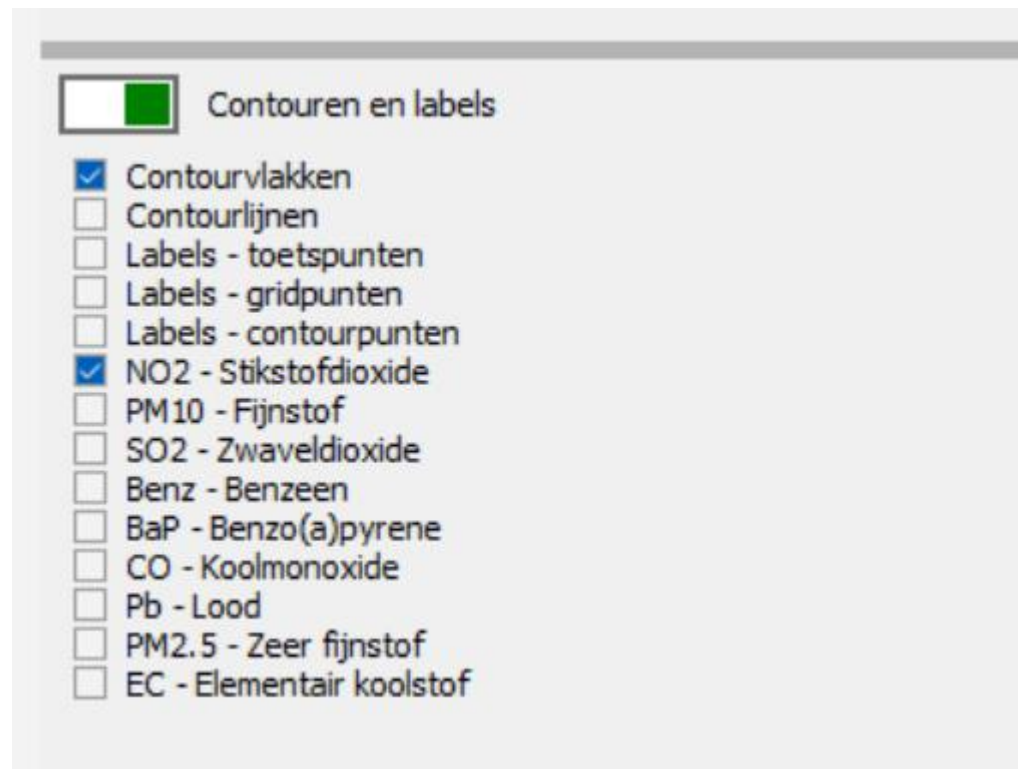 Contouren en labels
Contourvlakken
Contourlijnen
Labels - toetspunten
Labels - gridpunten
Labels - contourpunten
NO2 - Stikstofdioxide
PM10 - Fijnstof
SO2 - Zwaveldioxide
Benz - Benzeen
BaP - Benzo(a)pyrene
CO - Koolmonoxide
Pb - Lood
PM2.5 - Zeer fijnstof
EC - Elementair koolstof